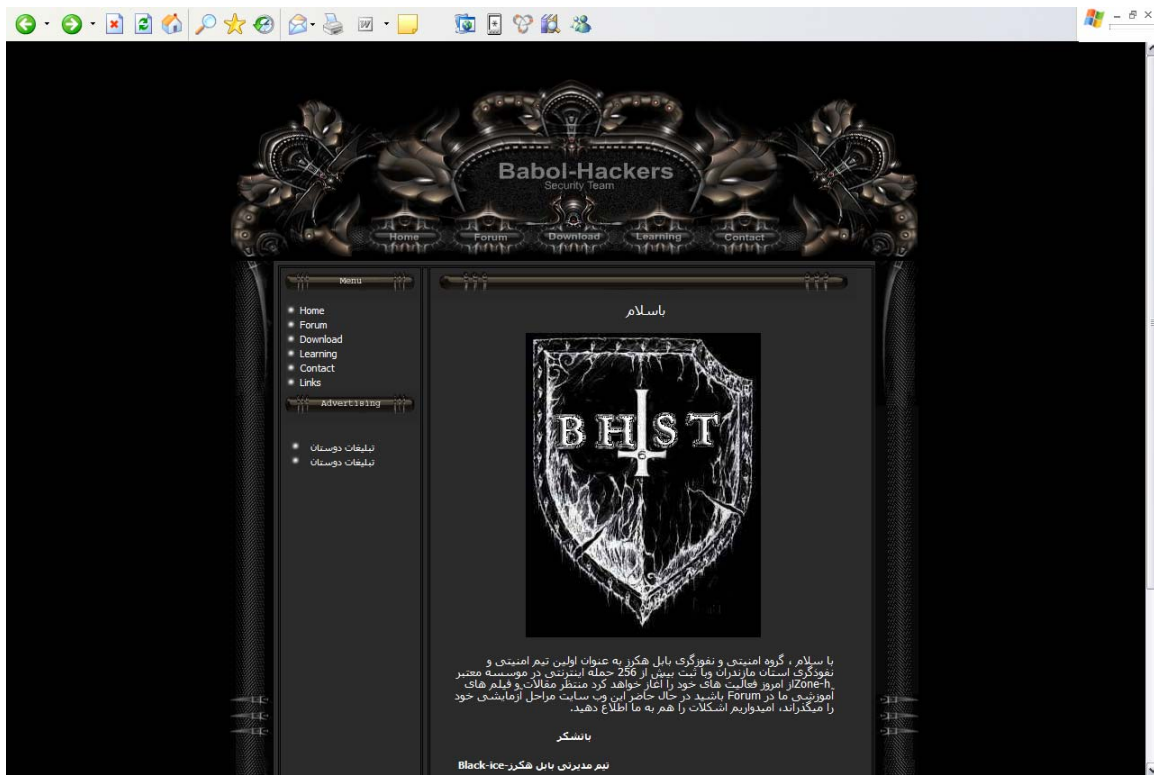 Babol-Hackers
Security Team
Home
Forum
Download
Learning
Contact
Menu
Home
Forum
Download
Learning
Contact
Links
Advertising
تبلیغات دوستان
تبلیغات دوستان
باسلام
BHST
6
با سلام ، گروه امنیتی و نفوزگری بابل هکرز به عنوان اولین تیم امنیتی و
نفوذگری استان مازندران وبا ثبت بیش از 256 حمله اینترنتی در موسسه معتبر
Zone-h از امروز فعالیت های خود را آغاز خواهد کرد منتظر مقالات و فیلم های
آموزشی ما در Forum باشید در حال حاضر این وب سایت مراحل آزمایشی خود
را میگذراند، امیدواریم اشکلات را هم به ما اطلاع دهید.
باتشکر
تیم مدیرتی بابل هکرز-Black-ice